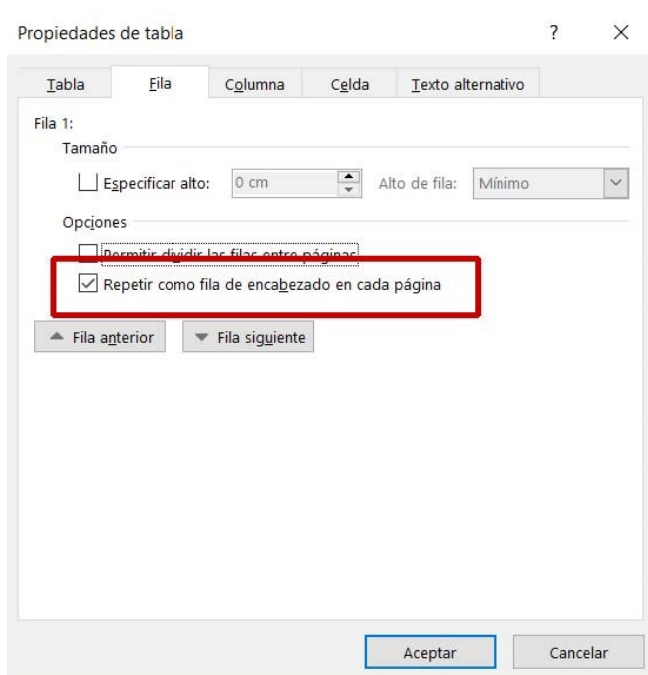 Propiedades de tabla ? ×
Tabla Fila Columna Celda Texto alternativo
Fila 1:
Tamaño
Especificar alto: 0 cm Alto de fila: Mínimo
Opciones
Permitir dividir las filas entre páginas
Repetir como fila de encabezado en cada página
Fila anterior Fila siguiente
Aceptar Cancelar